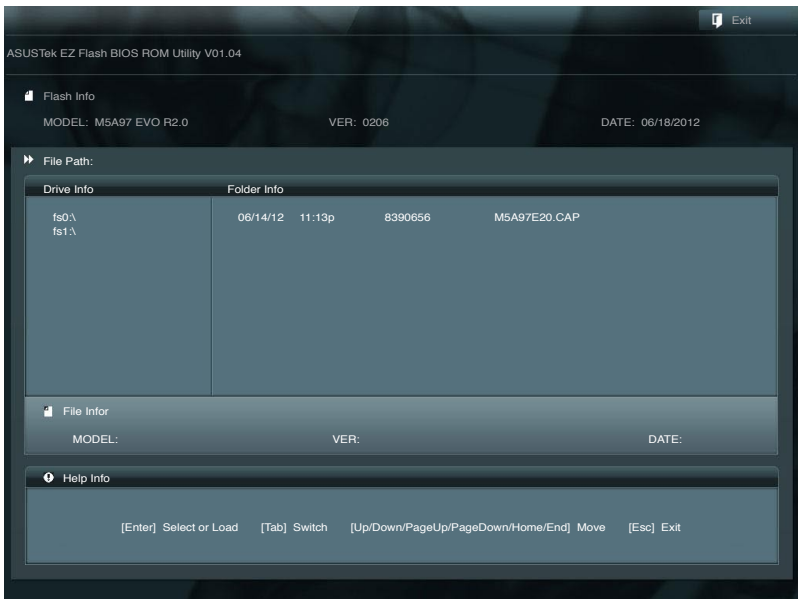 Exit
ASUSTek EZ Flash BIOS ROM Utility V01.04
Flash Info
MODEL: M5A97 EVO R2.0 VER: 0206 DATE: 06/18/2012
File Path:
Drive Info Folder Info
fs0:\ 06/14/12 11:13p 8390656 M5A97E20.CAP
fs1:\
File Infor
MODEL: VER: DATE:
Help Info
[Enter] Select or Load [Tab] Switch [Up/Down/PageUp/PageDown/Home/End] Move [Esc] Exit